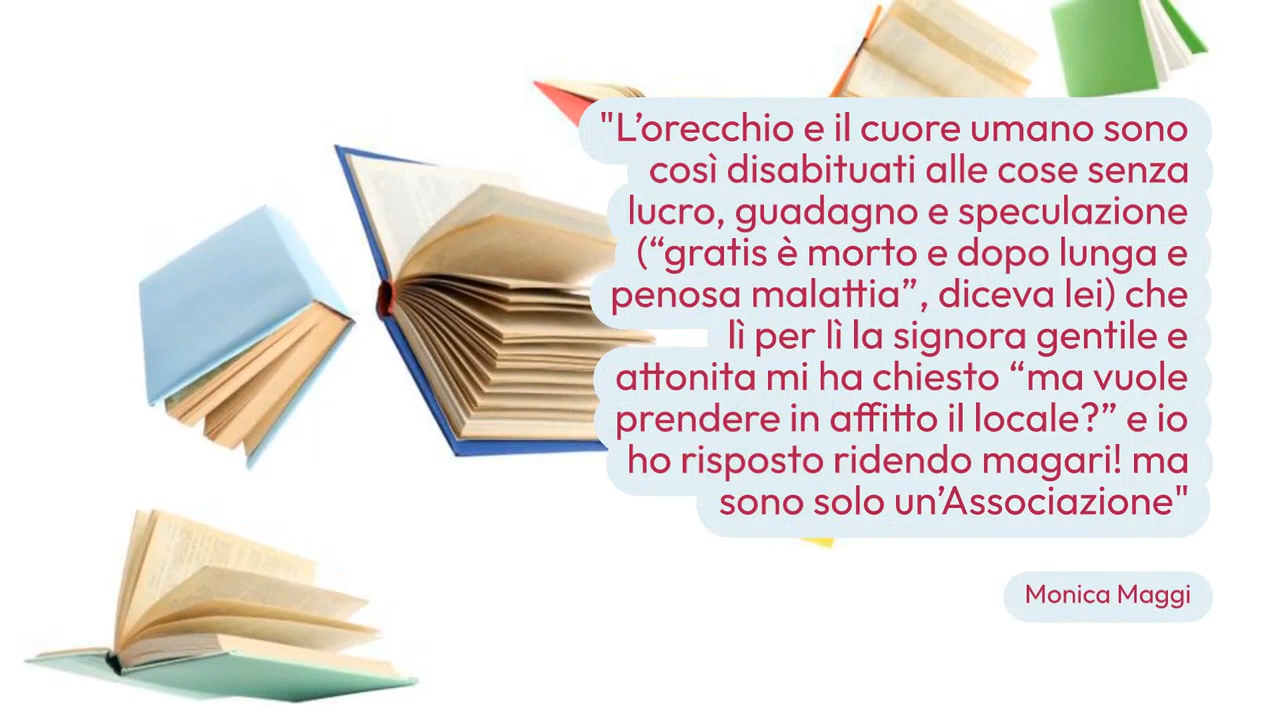 "L’orecchio e il cuore umano sono
così disabituati alle cose senza
lucro, guadagno e speculazione
(“gratis è morto e dopo lunga e
penosa malattia”, diceva lei) che
lì per lì la signora gentile e
attonita mi ha chiesto “ma vuole
prendere in affitto il locale?” e io
ho risposto ridendo magari! ma
sono solo un’Associazione"
Monica Maggi